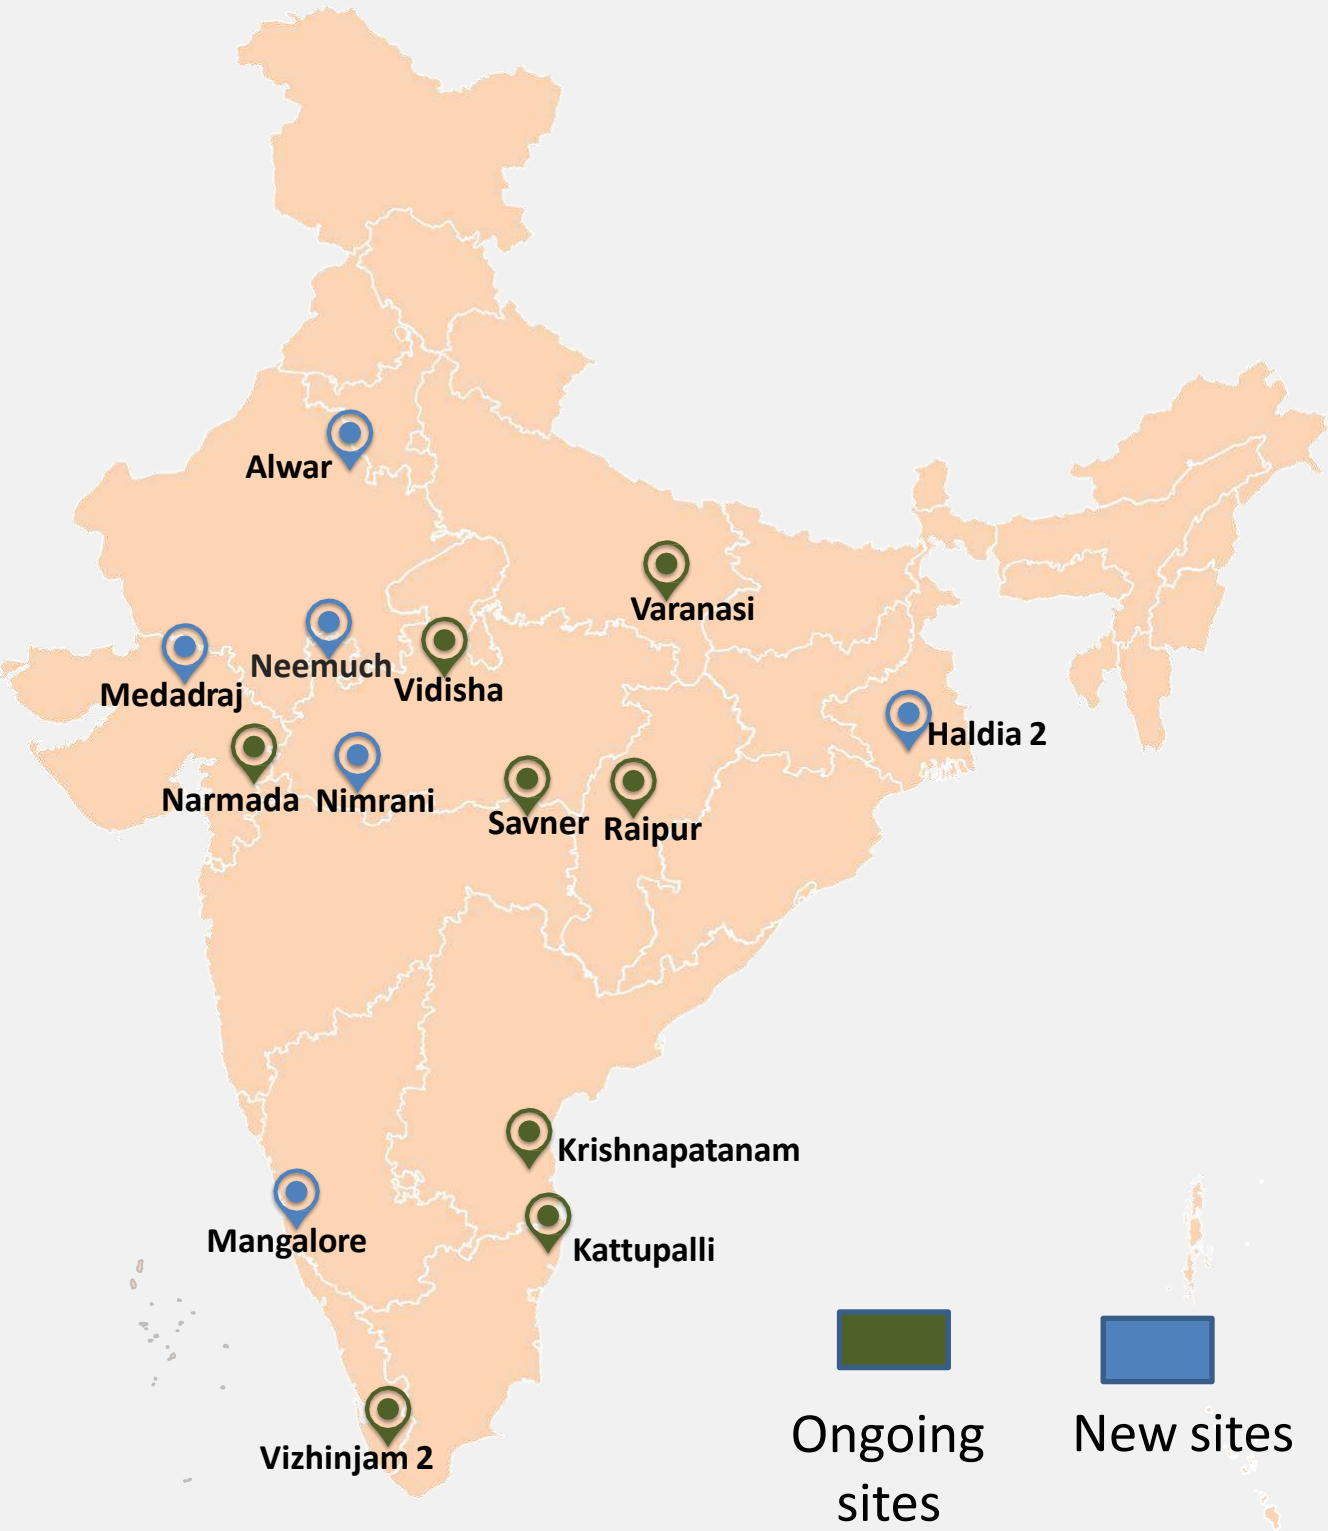 Alwar
Varanasi
Neemuch
Medadraj
Vidisha
Haldia 2
Narmada
Nimrani
Savner
Raipur
Krishnapatanam
Mangalore
Kattupalli
Vizhinjam 2
Ongoing
sites
New sites